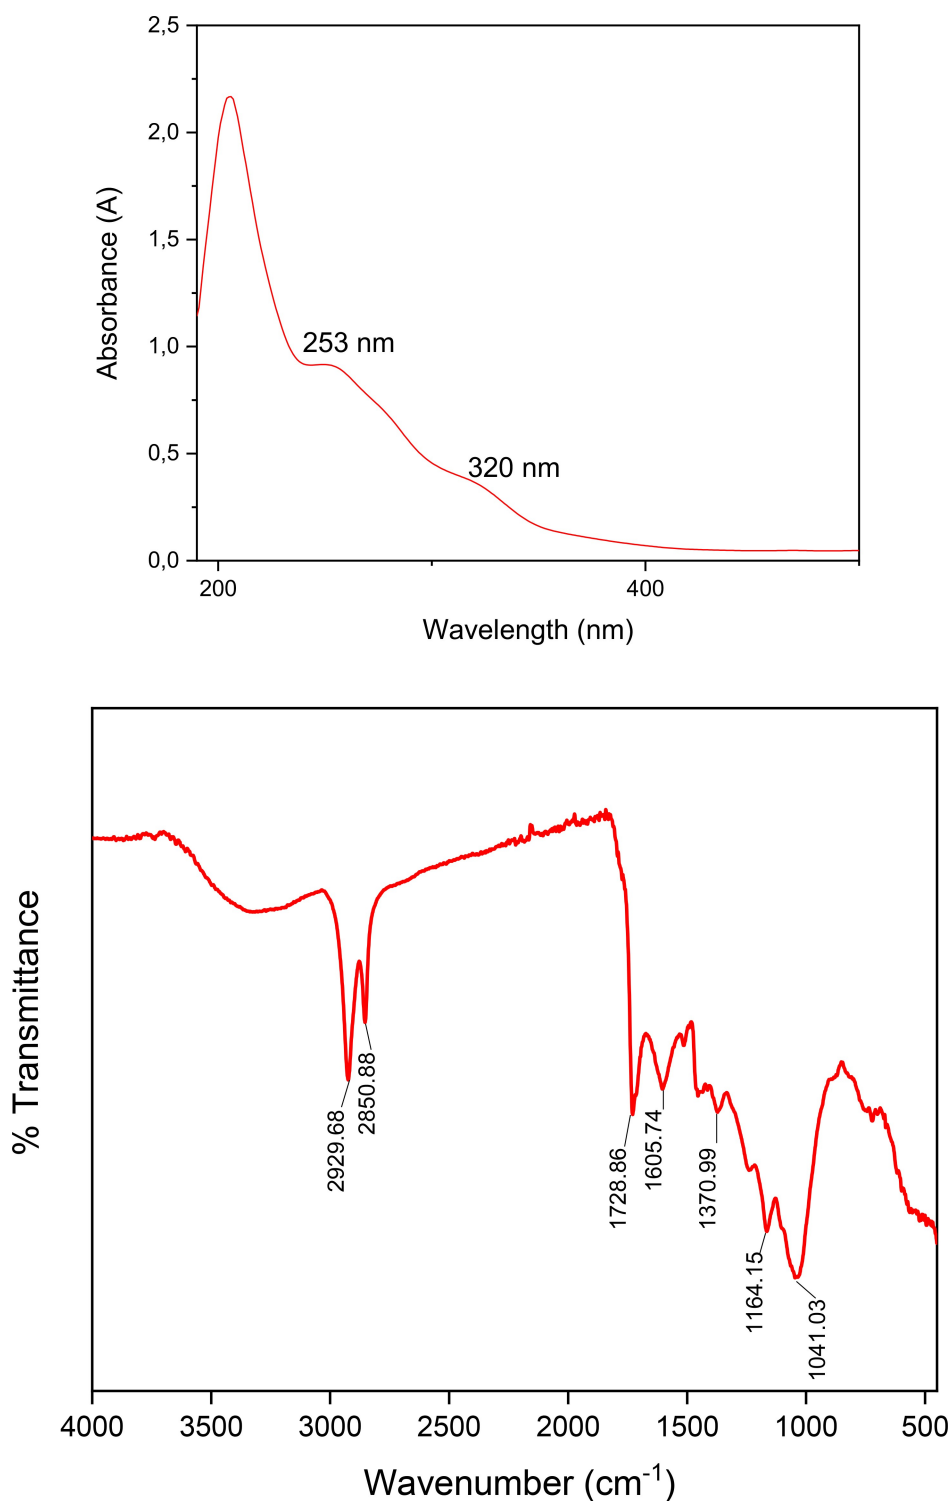 2,5
2,0
1,5
1,0
0,5
0,0
Absorbance (A)
253 nm
320 nm
200 400
Wavelength (nm)
% Transmittance
2929.68
2850.88
1728.86
1605.74
1370.99
1164.15
1041.03
4000 3500 3000 2500 2000 1500 1000 500
Wavenumber (cm⁻¹)